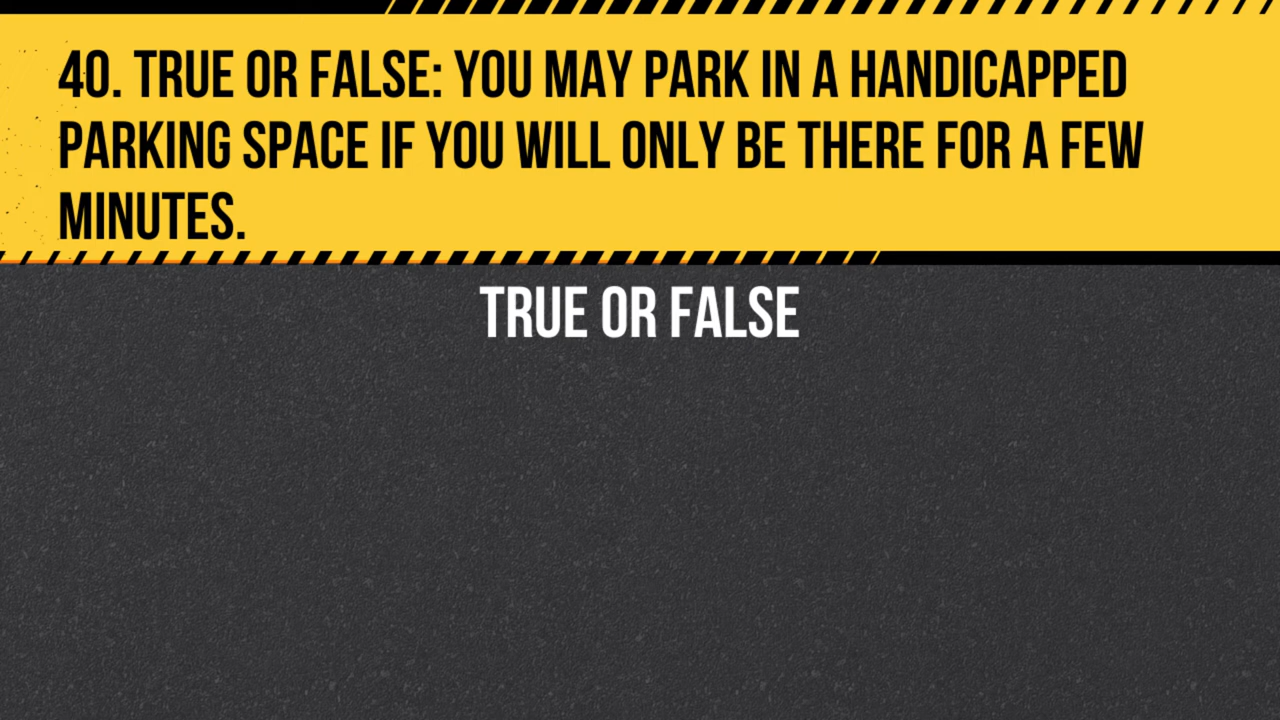 40. TRUE OR FALSE: YOU MAY PARK IN A HANDICAPPED
PARKING SPACE IF YOU WILL ONLY BE THERE FOR A FEW
MINUTES.
TRUE OR FALSE